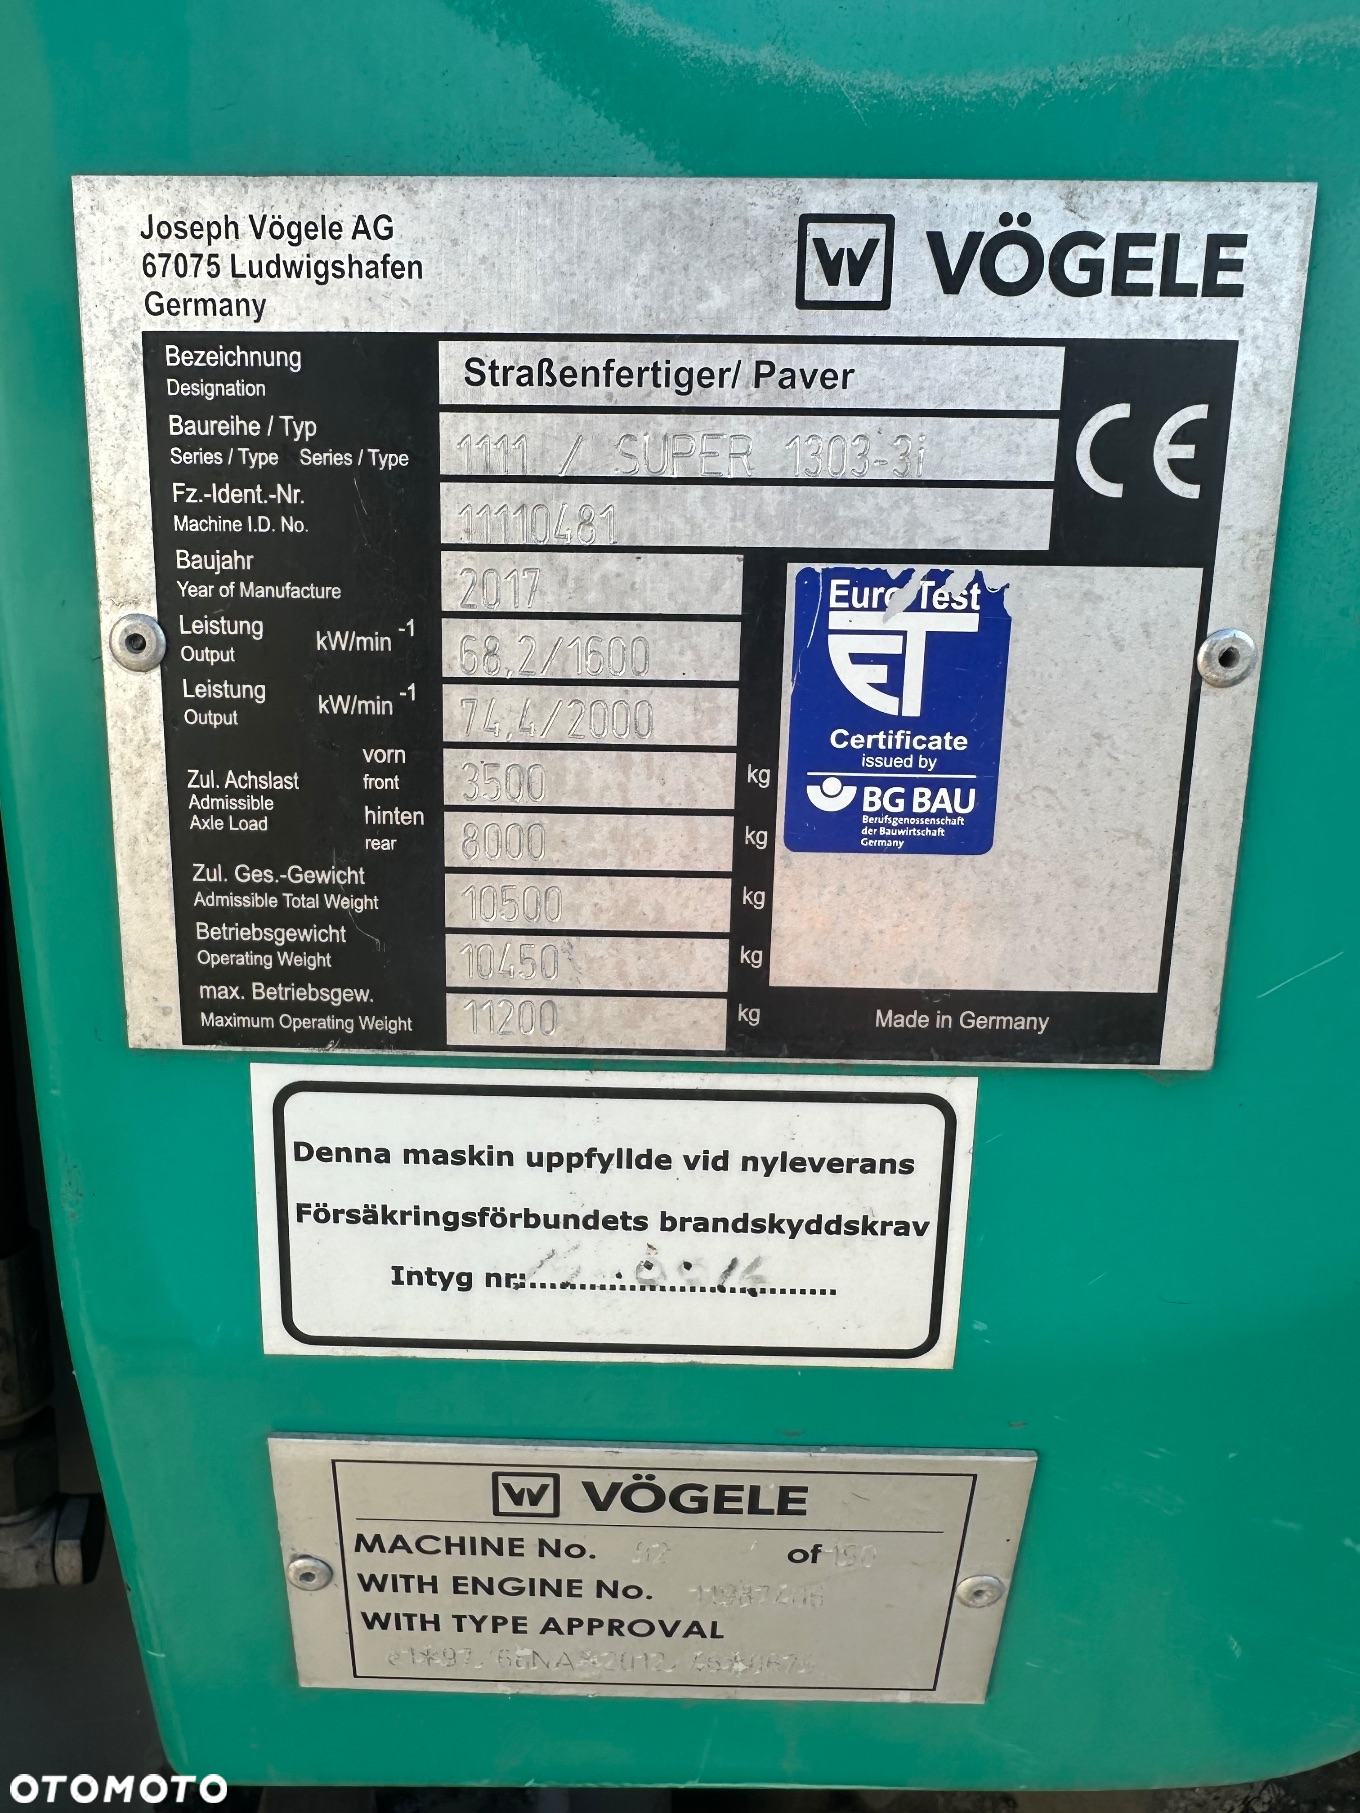 Joseph Vögele AG
67075 Ludwigshafen
Germany
VÖGELE
Bezeichnung
Designation
Straßenfertiger/ Paver
Baureihe / Typ
Series / Type Series / Type
1111 / SUPER 1303-3i
CE
Fz.-Ident.-Nr.
Machine I.D. No.
11110481
Baujahr
Year of Manufacture
2017
Leistung
Output
kW/min -1
68,2/1600
Leistung
Output
kW/min -1
74,4/2000
Zul. Achslast
Admissible
Axle Load
vorn
front
3500 kg
hinten
rear
8000 kg
Zul. Ges.-Gewicht
Admissible Total Weight
10500 kg
Betriebsgewicht
Operating Weight
10450 kg
max. Betriebsgew.
Maximum Operating Weight
11200 kg
Euro Test
ET
Certificate
issued by
BG BAU
Berufsgenossenschaft
der Bauwirtschaft
Germany
Made in Germany
Denna maskin uppfyllde vid nyleverans
Försäkringsförbundets brandskyddskrav
Intyg nr:
VÖGELE
MACHINE No. of
WITH ENGINE No.
WITH TYPE APPROVAL
OTOMOTO